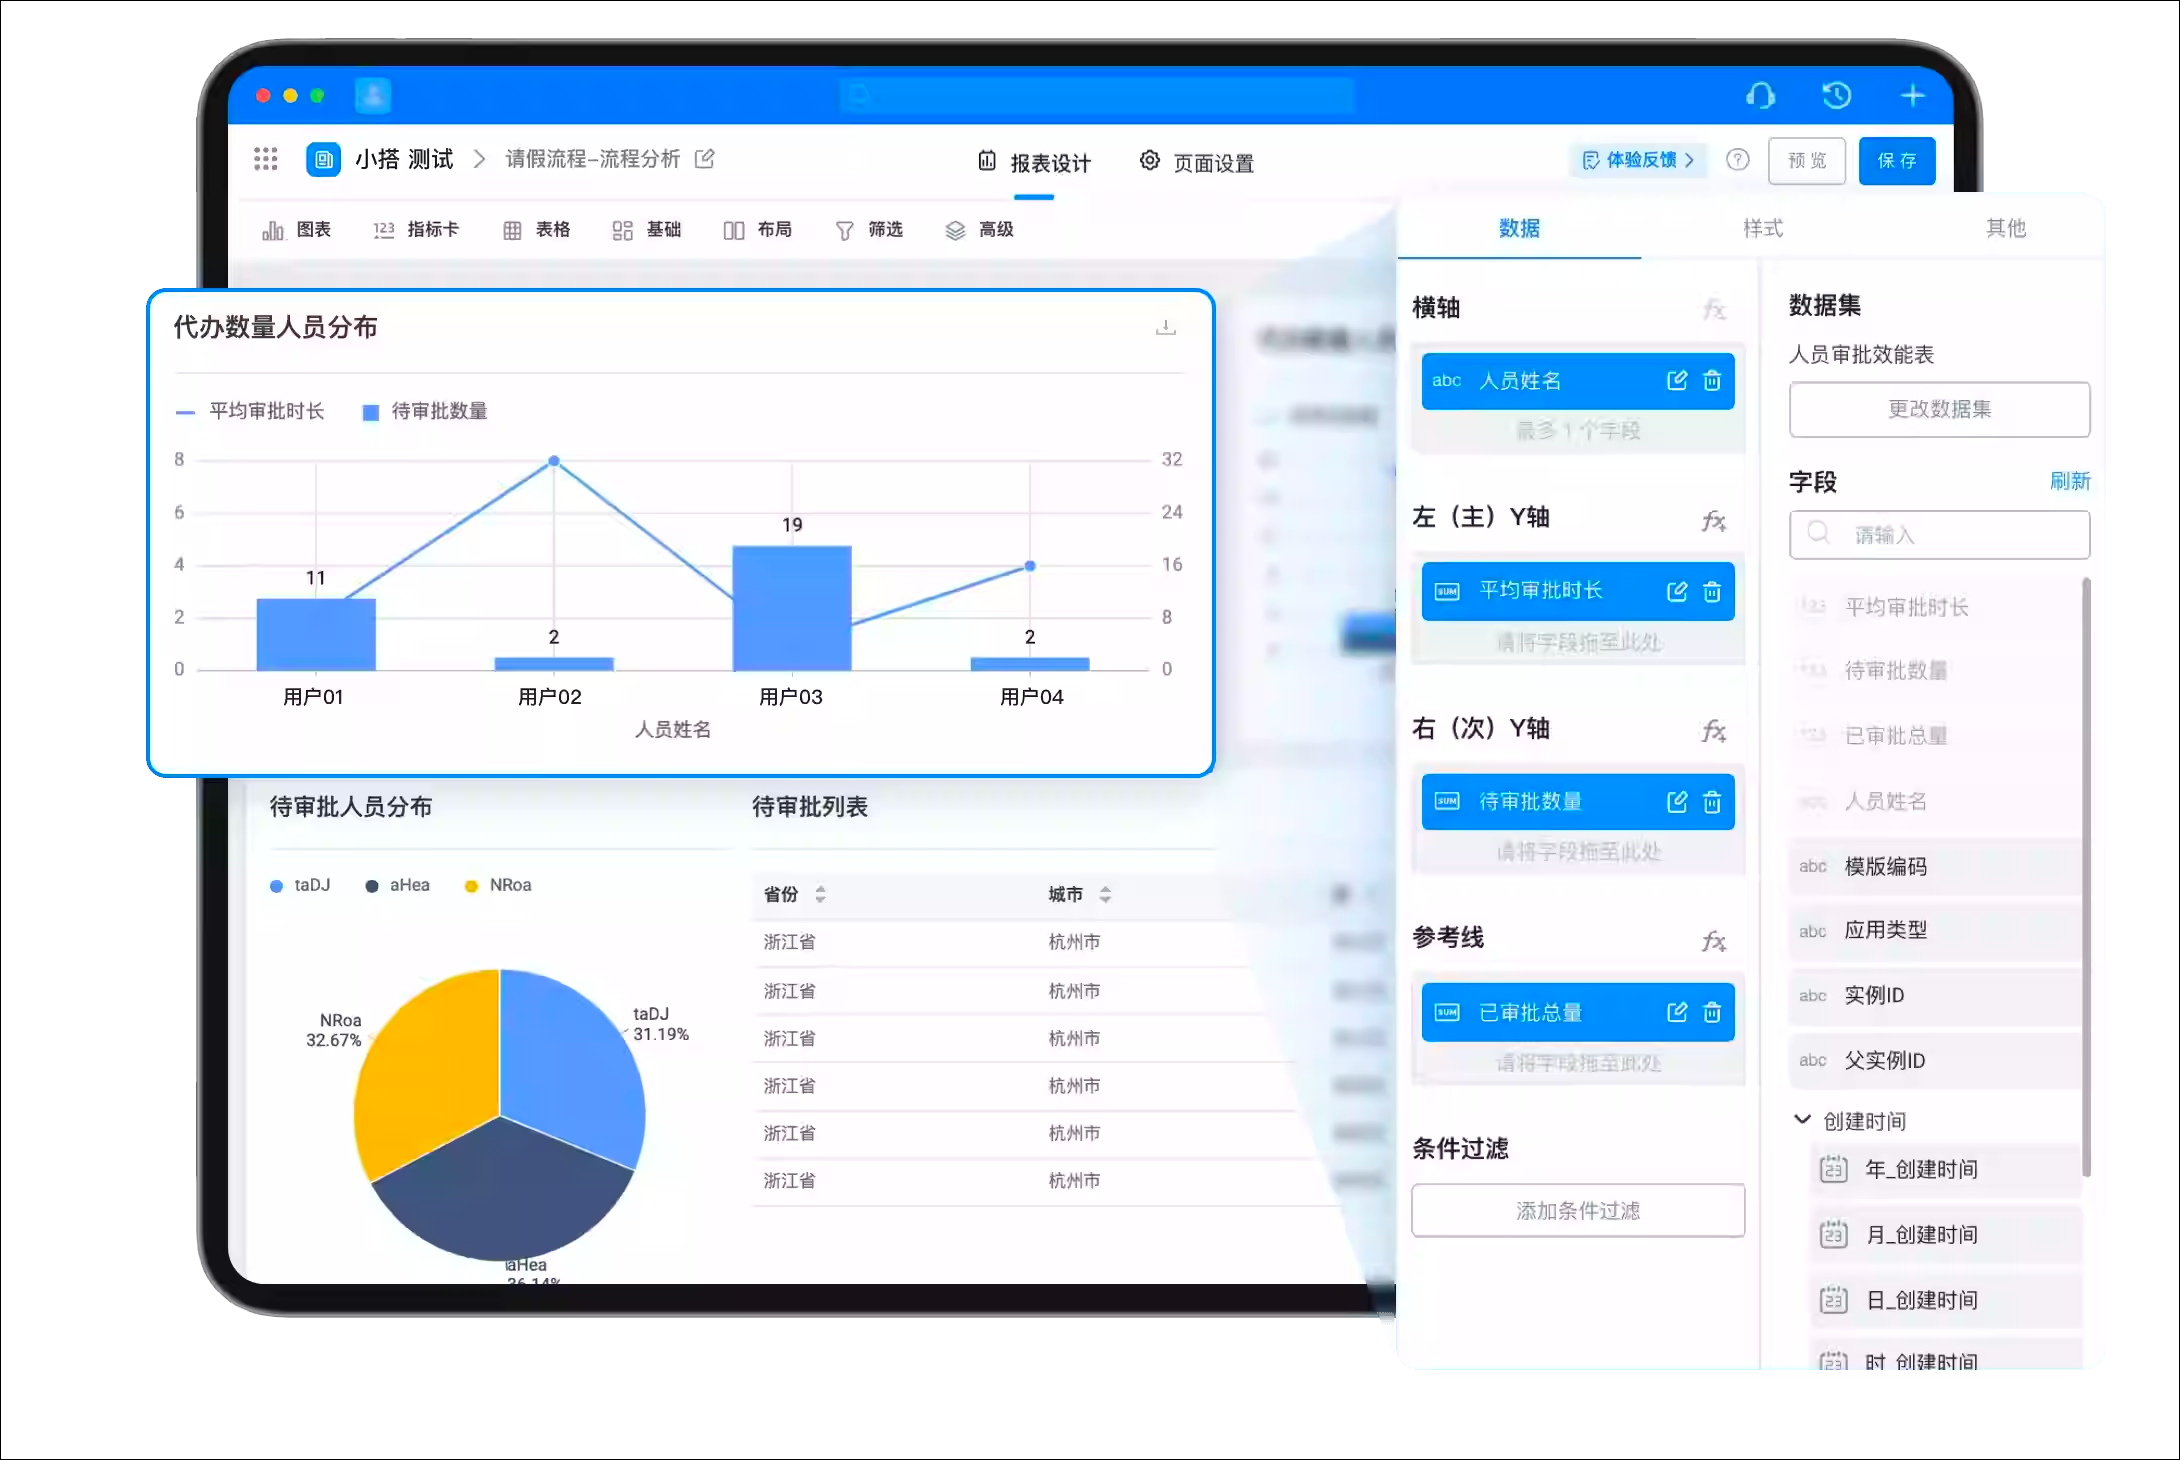 小搭 测试
请假流程-流程分析
报表设计
页面设置
体验反馈
预览
保存
图表
123 指标卡
表格
基础
布局
筛选
高级
代办数量人员分布
平均审批时长
待审批数量
8
6
4
2
0
32
24
16
8
0
11
2
19
2
用户01
用户02
用户03
用户04
人员姓名
待审批人员分布
taDJ
aHea
NRoa
NRoa
32.67%
taDJ
31.19%
aHea
36.14%
待审批列表
省份
城市
浙江省 杭州市
浙江省 杭州市
浙江省 杭州市
浙江省 杭州市
浙江省 杭州市
浙江省 杭州市
数据
样式
其他
横轴
abc 人员姓名
最多 1 个字段
左（主）Y轴
SUM 平均审批时长
请将字段拖至此处
右（次）Y轴
SUM 待审批数量
请将字段拖至此处
参考线
SUM 已审批总量
请将字段拖至此处
条件过滤
添加条件过滤
数据集
人员审批效能表
更改数据集
字段
刷新
请输入
123 平均审批时长
123 待审批数量
123 已审批总量
abc 人员姓名
abc 模版编码
abc 应用类型
abc 实例ID
abc 父实例ID
创建时间
23 年_创建时间
23 月_创建时间
23 日_创建时间
23 时_创建时间